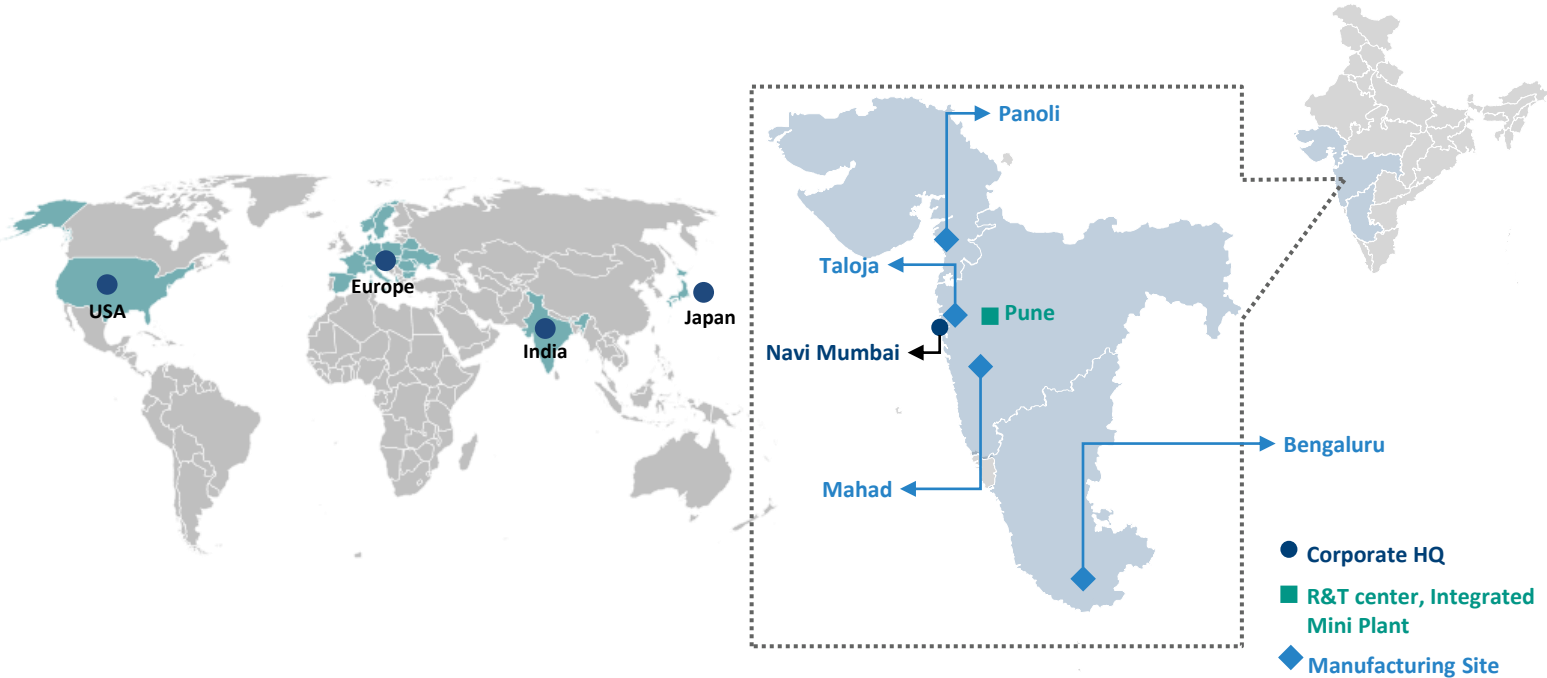 USA
Europe
India
Japan
Panoli
Taloja
Pune
Navi Mumbai
Mahad
Bengaluru
Corporate HQ
R&T center, Integrated
Mini Plant
Manufacturing Site